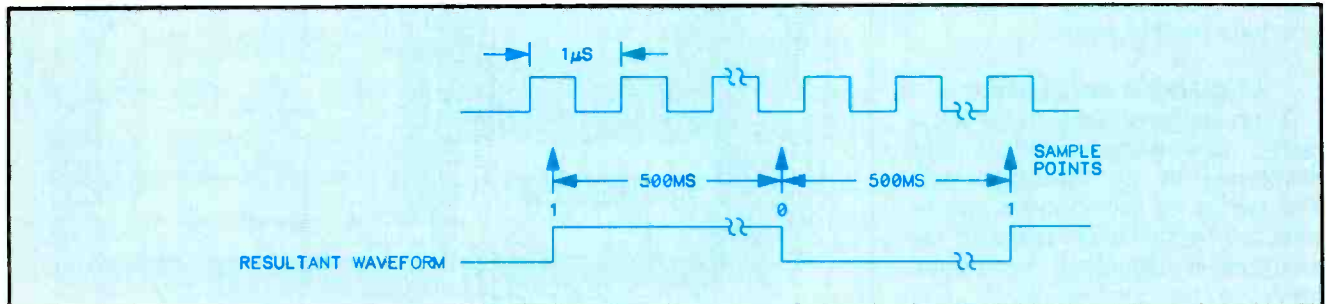 1µS
SAMPLE
POINTS
500MS
500MS
1
0
1
RESULTANT WAVEFORM